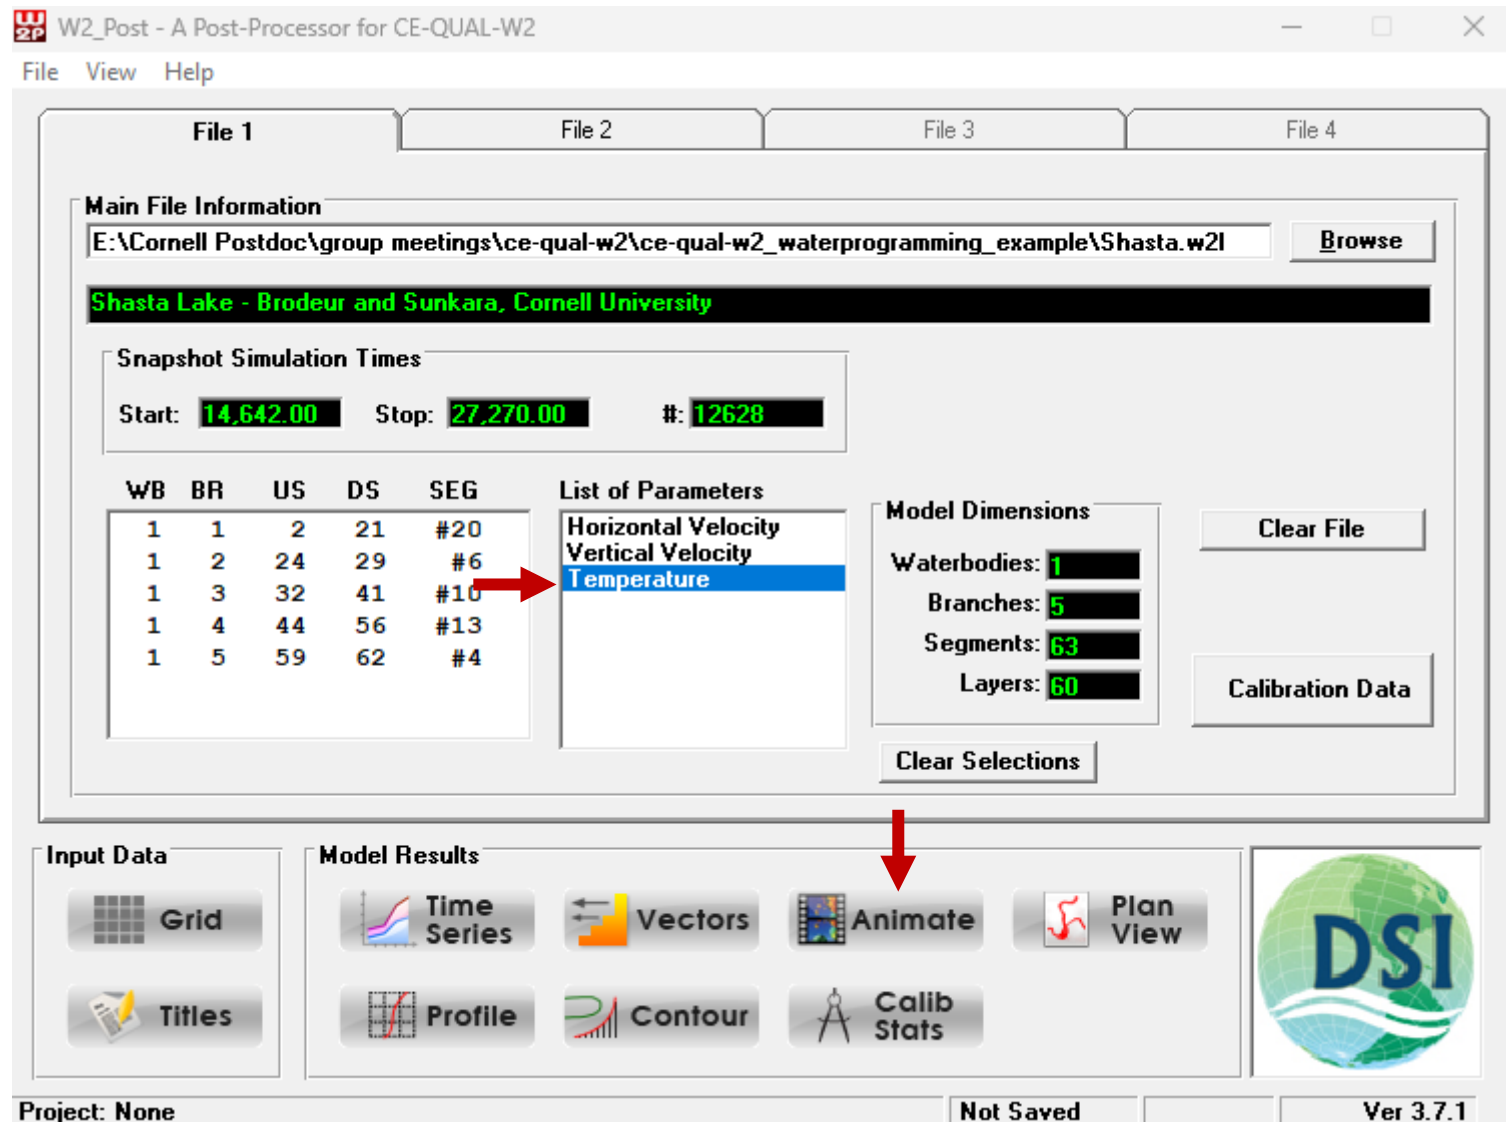 W2P W2_Post - A Post-Processor for CE-QUAL-W2
File View Help
File 1 File 2 File 3 File 4
Main File Information
E:\Cornell Postdoc\group meetings\ce-qual-w2\ce-qual-w2_waterprogramming_example\Shasta.w2l Browse
Shasta Lake - Brodeur and Sunkara, Cornell University
Snapshot Simulation Times
Start: 14,642.00 Stop: 27,270.00 #: 12628
WB BR US DS SEG
1 1 2 21 #20
1 2 24 29 #6
1 3 32 41 #10
1 4 44 56 #13
1 5 59 62 #4
List of Parameters
Horizontal Velocity
Vertical Velocity
Temperature
Model Dimensions
Waterbodies: 1
Branches: 5
Segments: 63
Layers: 60
Clear File
Calibration Data
Clear Selections
Input Data
Grid
Titles
Model Results
Time Series
Vectors
Animate
Plan View
Profile
Contour
Calib Stats
DSI
Project: None Not Saved Ver 3.7.1